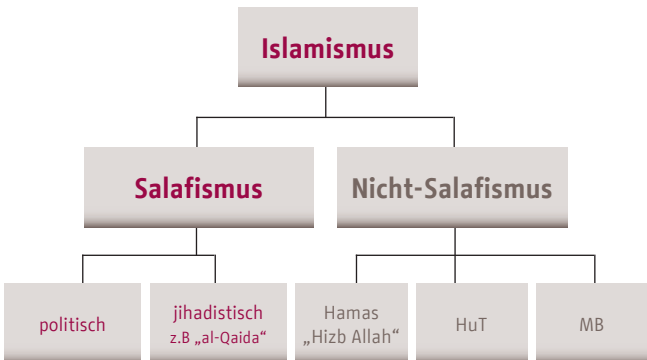 Islamismus
Salafismus
Nicht-Salafismus
politisch
jihadistisch
z.B „al-Qaida“
Hamas
„Hizb Allah“
HuT
MB